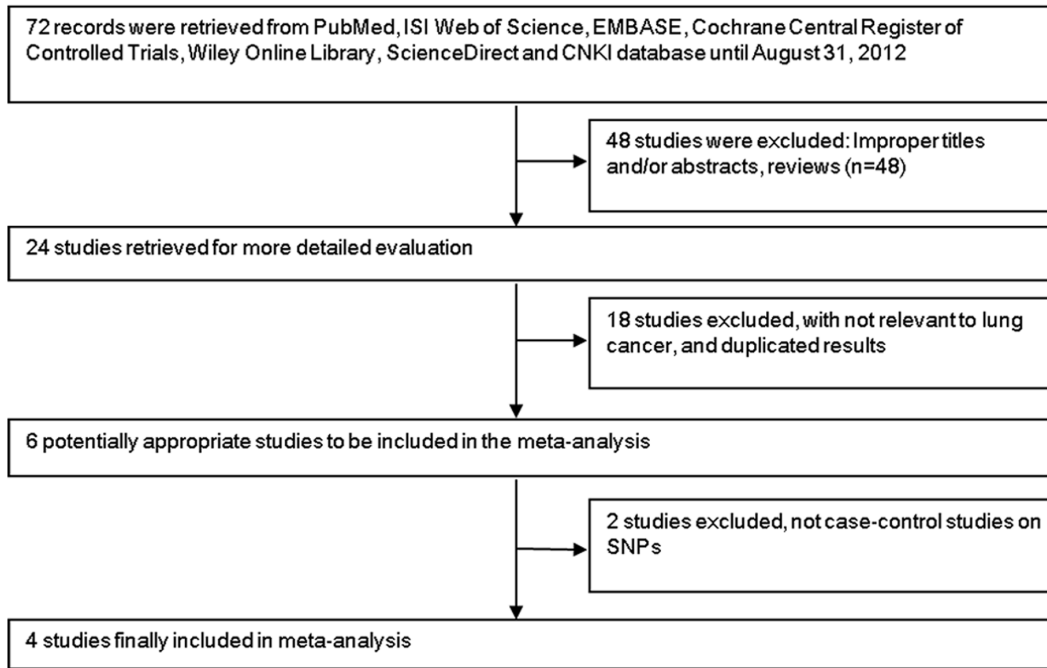 72 records were retrieved from PubMed, ISI Web of Science, EMBASE, Cochrane Central Register of
Controlled Trials, Wiley Online Library, ScienceDirect and CNKI database until August 31, 2012
48 studies were excluded: Improper titles
and/or abstracts, reviews (n=48)
24 studies retrieved for more detailed evaluation
18 studies excluded, with not relevant to lung
cancer, and duplicated results
6 potentially appropriate studies to be included in the meta-analysis
2 studies excluded, not case-control studies on
SNPs
4 studies finally included in meta-analysis